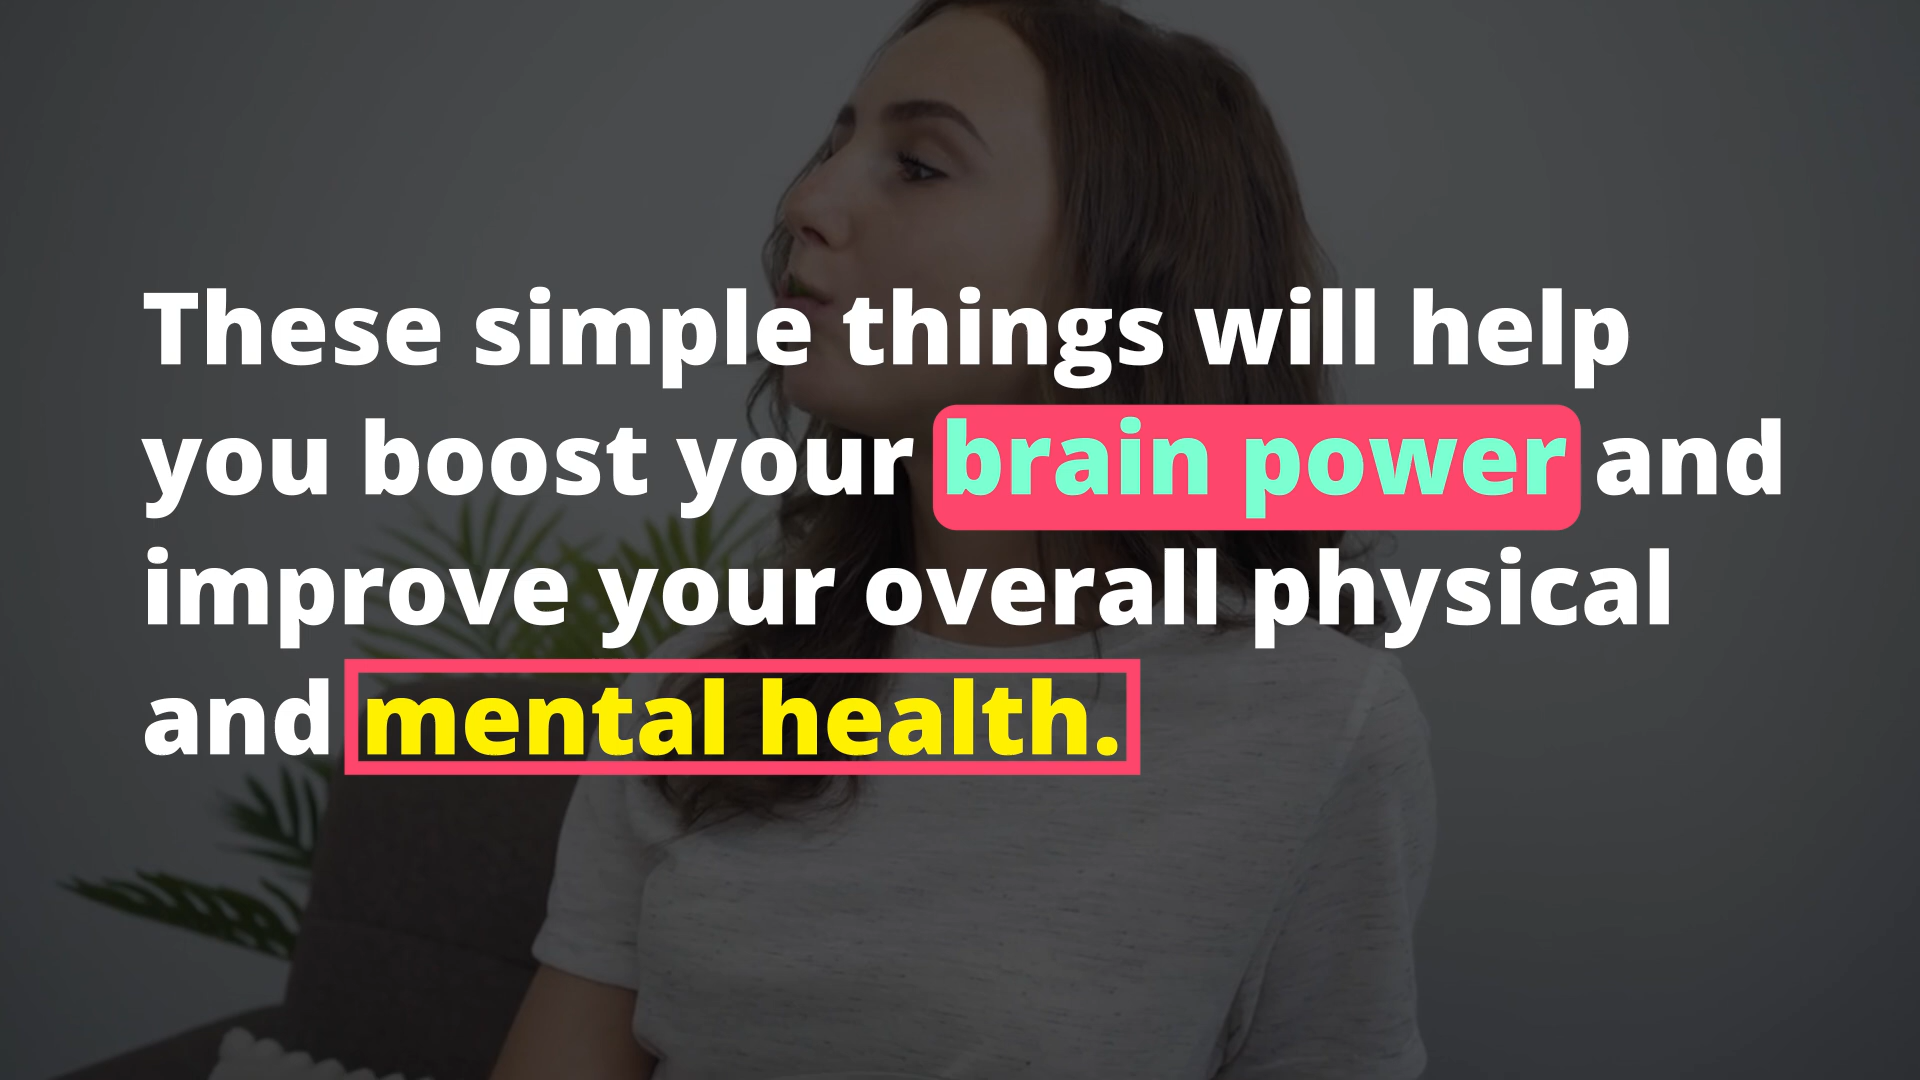 These simple things will help
you boost your brain power and
improve your overall physical
and mental health.